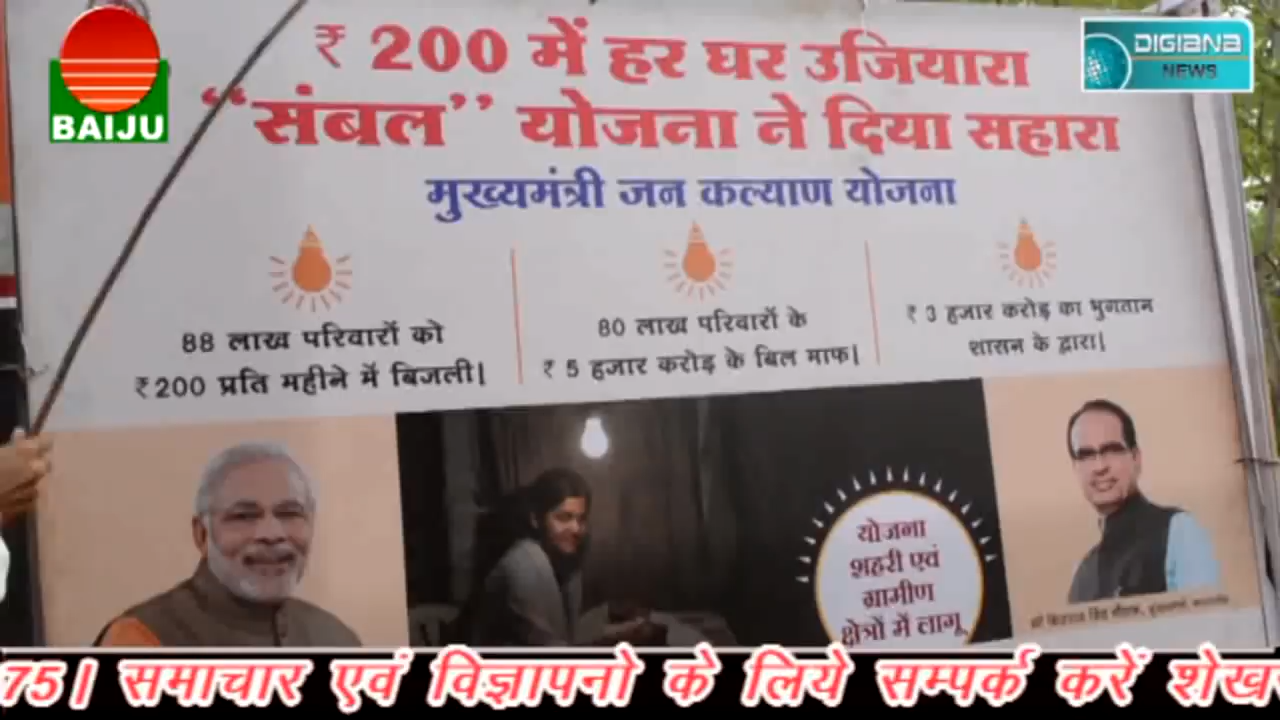 BAIJU
DIGIANA
NEWS
₹ 200 में हर घर उजियारा
“संबल” योजना ने दिया सहारा
मुख्यमंत्री जन कल्याण योजना
88 लाख परिवारों को
₹200 प्रति महीने में बिजली|
80 लाख परिवारों के
₹ 5 हजार करोड़ के बिल माफ|
₹ 3 हजार करोड़ का भुगतान
शासन के द्वारा|
योजना
शहरी एवं
ग्रामीण
क्षेत्रों में लागू
75| समाचार एवं विज्ञापनो के लिये सम्पर्क करें